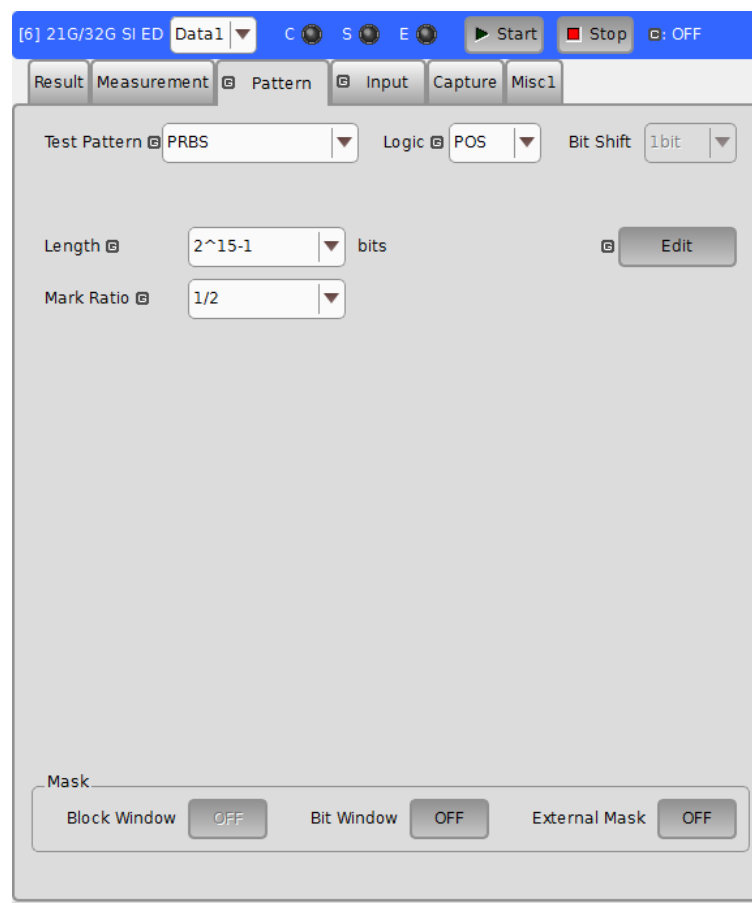 [6] 21G/32G SI ED Data1 C S E Start Stop G: OFF
Result Measurement G Pattern G Input Capture Misc1
Test Pattern G PRBS Logic G POS Bit Shift 1bit
Length G 2^15-1 bits G Edit
Mark Ratio G 1/2
Mask
Block Window OFF Bit Window OFF External Mask OFF